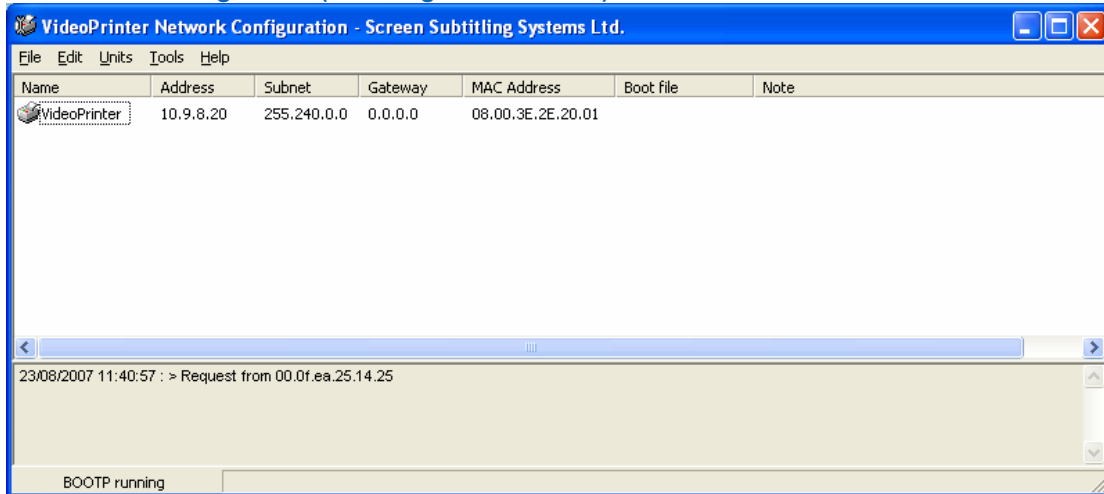 VideoPrinter Network Configuration - Screen Subtitling Systems Ltd.
File Edit Units Tools Help
Name Address Subnet Gateway MAC Address Boot file Note
VideoPrinter 10.9.8.20 255.240.0.0 0.0.0.0 08.00.3E.2E.20.01
23/08/2007 11:40:57 : > Request from 00.0f.ea.25.14.25
BOOTP running